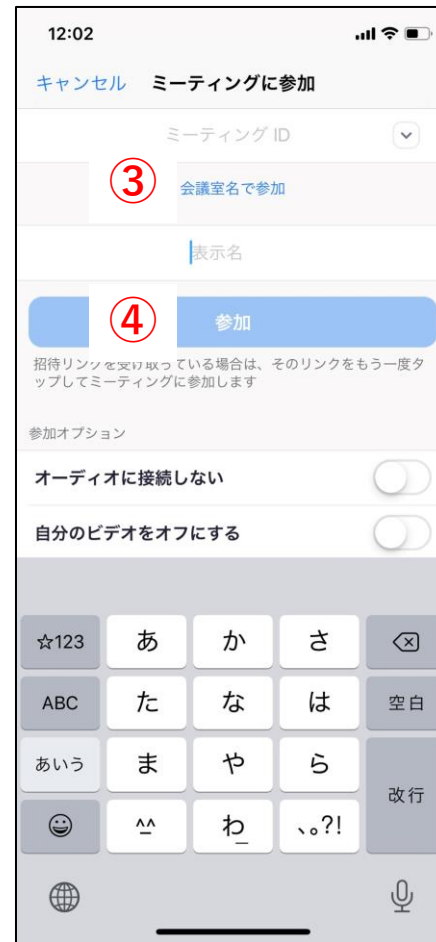 12:02
キャンセル ミーティングに参加
ミーティング ID
③
会議室名で参加
表示名
④
参加
招待リンクを受け取っている場合は、そのリンクをもう一度タ
ップしてミーティングに参加します
参加オプション
オーディオに接続しない
自分のビデオをオフにする
☆123 あ か さ
ABC た な は 空白
あいう ま や ら
改行
^^ わ 、。?!